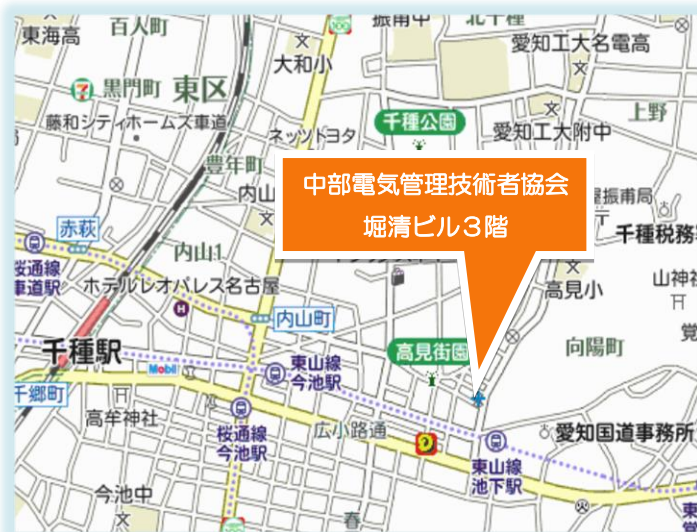 百人町
東海高
大和小
振甫中
北千種
愛知工大名電高
黒門町
東区
上野
藤和シティホームズ車道
ネッツトヨタ
千種公園
愛知工大附中
豊年町
内山
中部電気管理技術者協会
堀清ビル3階
屋振甫局
千種税務
赤萩
内山1
桜通線
車道駅
ホテルレオパレス名古屋
高見小
山神社
内山町
千種駅
Mobil
東山線
今池駅
高見街園
向陽町
覚
千郷町
高牟神社
桜通線
今池駅
広小路通
東山線
池下駅
愛知国道事務所
今池中
春
東